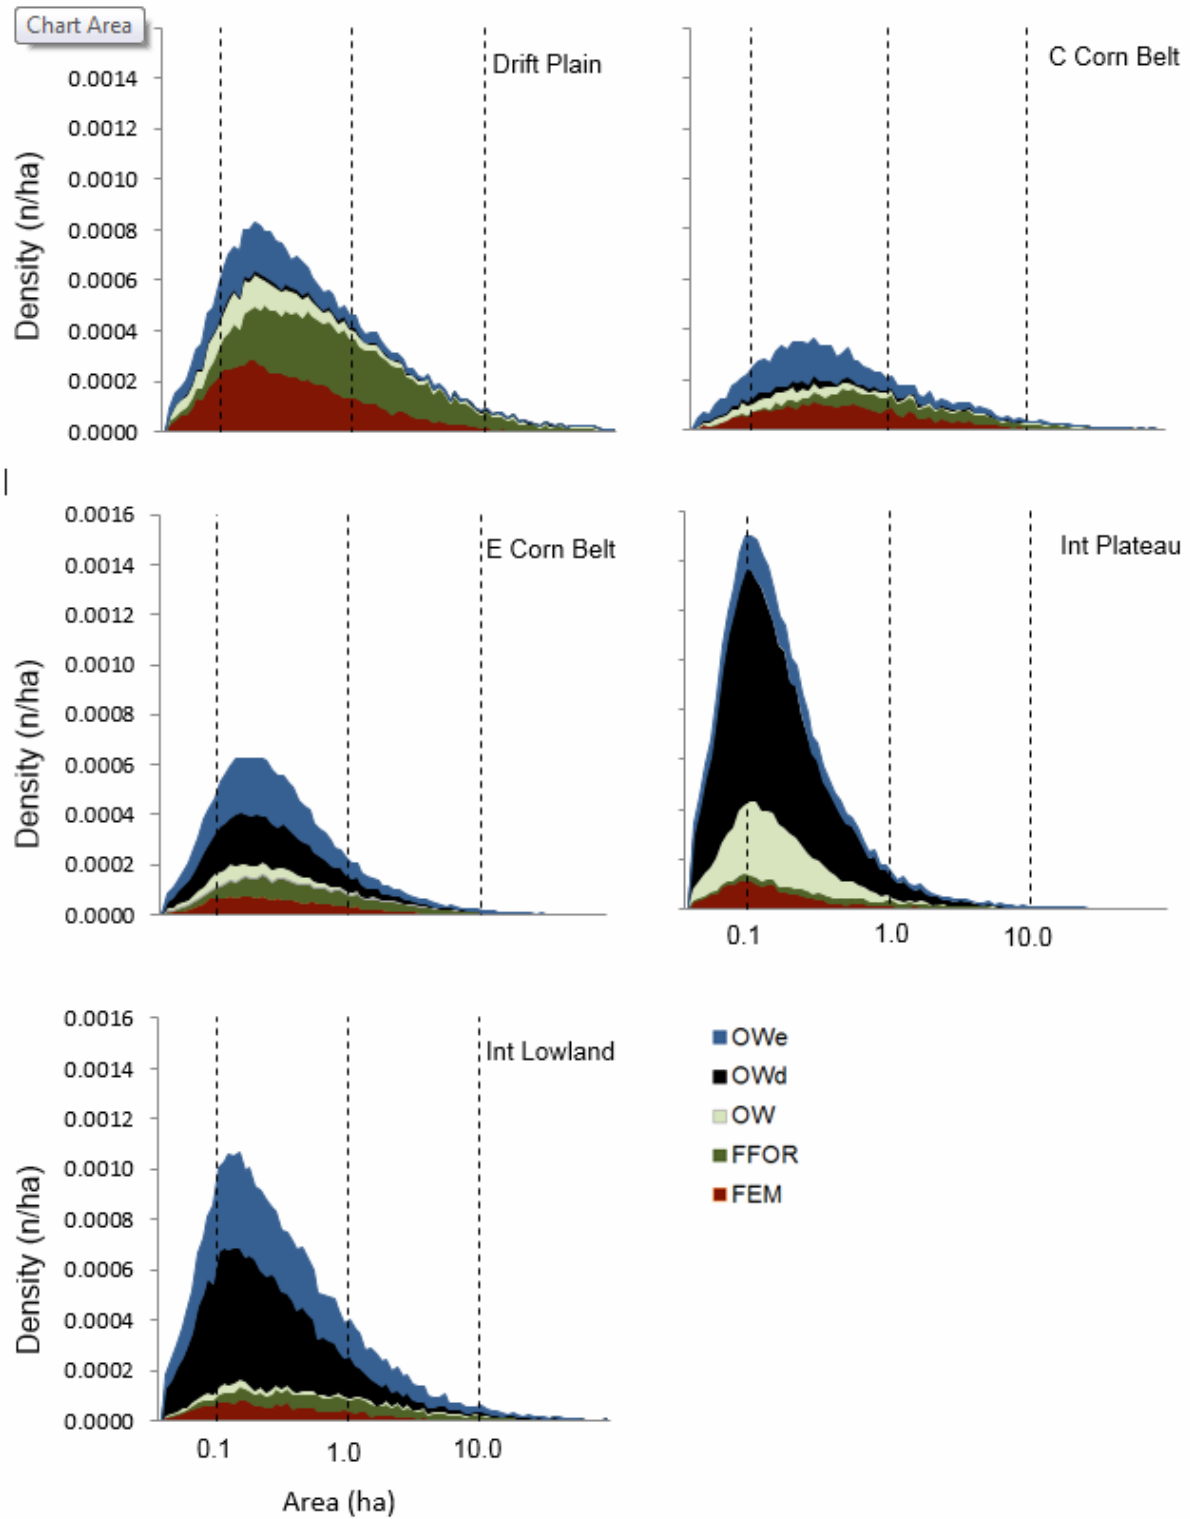 Chart Area
Drift Plain
C Corn Belt
Density (n/ha)
0.0014
0.0012
0.0010
0.0008
0.0006
0.0004
0.0002
0.0000
E Corn Belt
Int Plateau
Density (n/ha)
0.0016
0.0014
0.0012
0.0010
0.0008
0.0006
0.0004
0.0002
0.0000
0.1 1.0 10.0
Int Lowland
Density (n/ha)
0.0016
0.0014
0.0012
0.0010
0.0008
0.0006
0.0004
0.0002
0.0000
0.1 1.0 10.0
Area (ha)
OWe
OWd
OW
FFOR
FEM